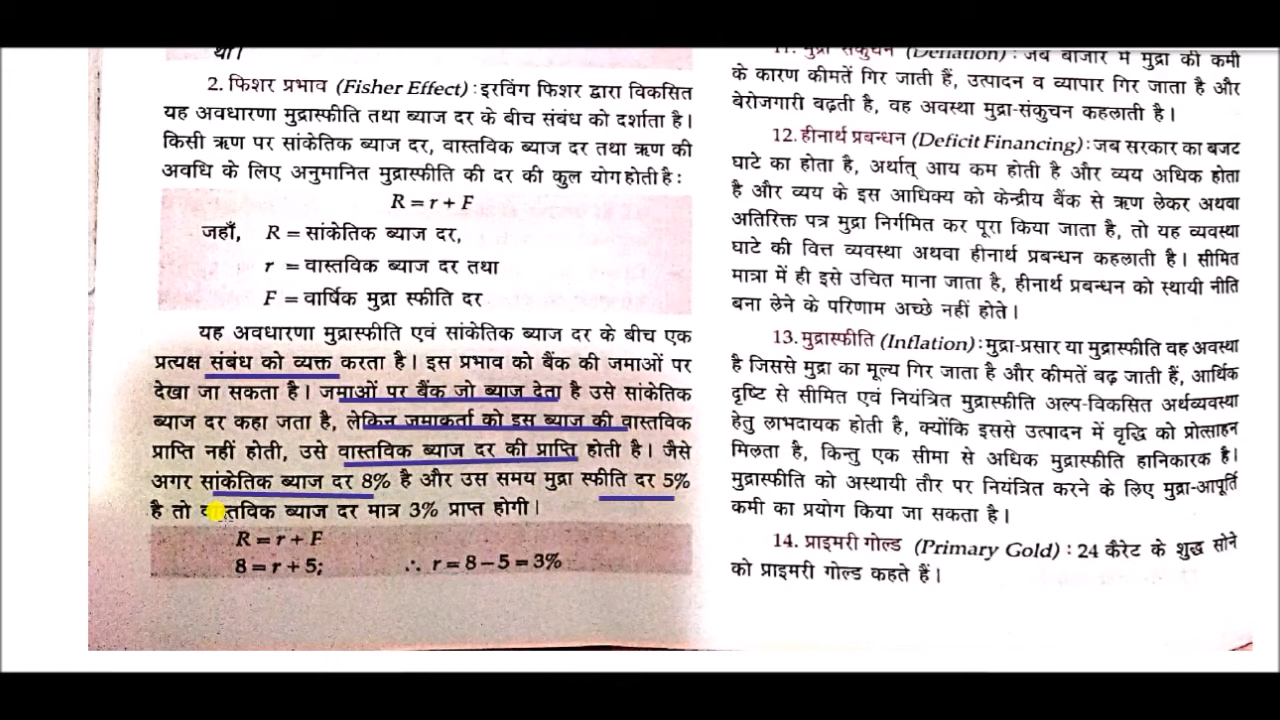 था।
2. फिशर प्रभाव (Fisher Effect) : इरविंग फिशर द्वारा विकसित
यह अवधारणा मुद्रास्फीति तथा ब्याज दर के बीच संबंध को दर्शाता है।
किसी ऋण पर सांकेतिक ब्याज दर, वास्तविक ब्याज दर तथा ऋण की
अवधि के लिए अनुमानित मुद्रास्फीति की दर की कुल योग होती है :
R = r + F
जहाँ, R = सांकेतिक ब्याज दर,
r = वास्तविक ब्याज दर तथा
F = वार्षिक मुद्रा स्फीति दर
यह अवधारणा मुद्रास्फीति एवं सांकेतिक ब्याज दर के बीच एक
प्रत्यक्ष संबंध को व्यक्त करता है। इस प्रभाव को बैंक की जमाओं पर
देखा जा सकता है। जमाओं पर बैंक जो ब्याज देता है उसे सांकेतिक
ब्याज दर कहा जता है, लेकिन जमाकर्ता को इस ब्याज की वास्तविक
प्राप्ति नहीं होती, उसे वास्तविक ब्याज दर की प्राप्ति होती है। जैसे
अगर सांकेतिक ब्याज दर 8% है और उस समय मुद्रा स्फीति दर 5%
है तो वास्तविक ब्याज दर मात्र 3% प्राप्त होगी।
R = r + F
8 = r + 5; ∴ r = 8 – 5 = 3%
11. मुद्रा संकुचन (Deflation) : जब बाजार में मुद्रा की कमी
के कारण कीमतें गिर जाती हैं, उत्पादन व व्यापार गिर जाता है और
बेरोजगारी बढ़ती है, वह अवस्था मुद्रा-संकुचन कहलाती है।
12. हीनार्थ प्रबन्धन (Deficit Financing) : जब सरकार का बजट
घाटे का होता है, अर्थात् आय कम होती है और व्यय अधिक होता
है और व्यय के इस आधिक्य को केन्द्रीय बैंक से ऋण लेकर अथवा
अतिरिक्त पत्र मुद्रा निर्गमित कर पूरा किया जाता है, तो यह व्यवस्था
घाटे की वित्त व्यवस्था अथवा हीनार्थ प्रबन्धन कहलाती है। सीमित
मात्रा में ही इसे उचित माना जाता है, हीनार्थ प्रबन्धन को स्थायी नीति
बना लेने के परिणाम अच्छे नहीं होते।
13. मुद्रास्फीति (Inflation) : मुद्रा-प्रसार या मुद्रास्फीति वह अवस्था
है जिससे मुद्रा का मूल्य गिर जाता है और कीमतें बढ़ जाती हैं, आर्थिक
दृष्टि से सीमित एवं नियंत्रित मुद्रास्फीति अल्प-विकसित अर्थव्यवस्था
हेतु लाभदायक होती है, क्योंकि इससे उत्पादन में वृद्धि को प्रोत्साहन
मिलता है, किन्तु एक सीमा से अधिक मुद्रास्फीति हानिकारक है।
मुद्रास्फीति को अस्थायी तौर पर नियंत्रित करने के लिए मुद्रा-आपूर्ति
कमी का प्रयोग किया जा सकता है।
14. प्राइमरी गोल्ड (Primary Gold) : 24 कैरेट के शुद्ध सोने
को प्राइमरी गोल्ड कहते हैं।